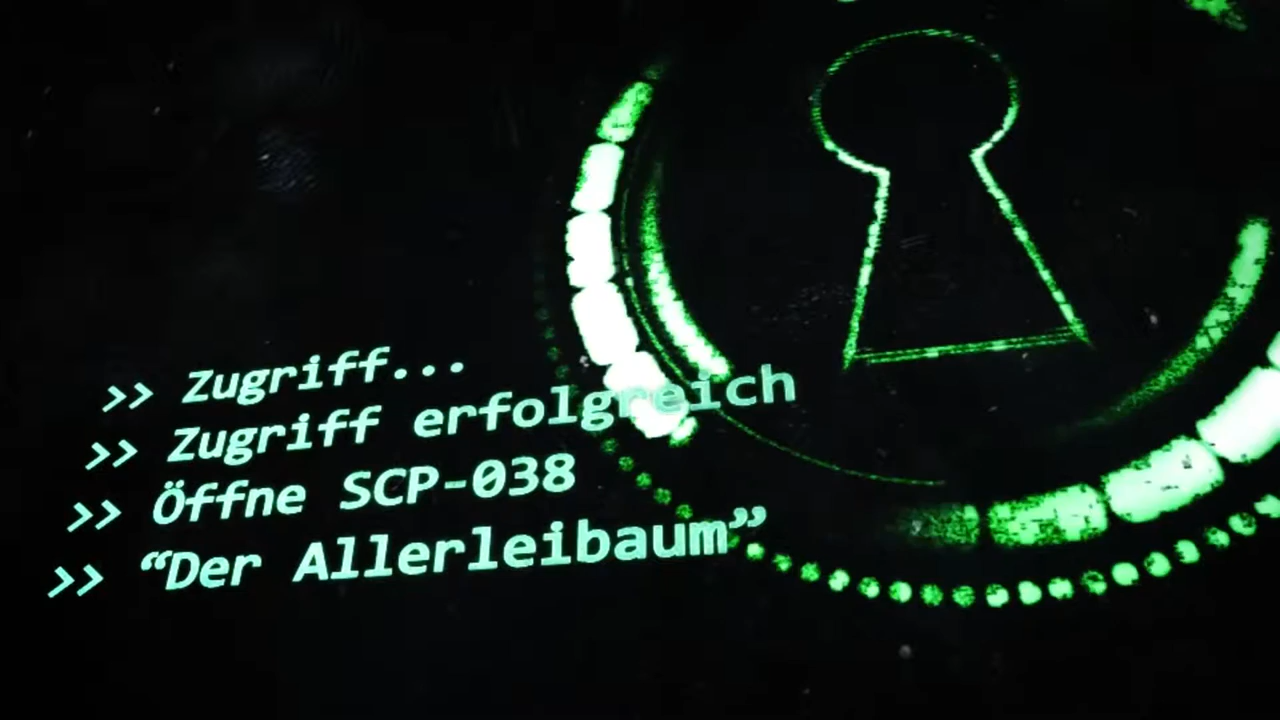 >> Zugriff...
>> Zugriff erfolgreich
>> Öffne SCP-038
>> “Der Allerleibaum”